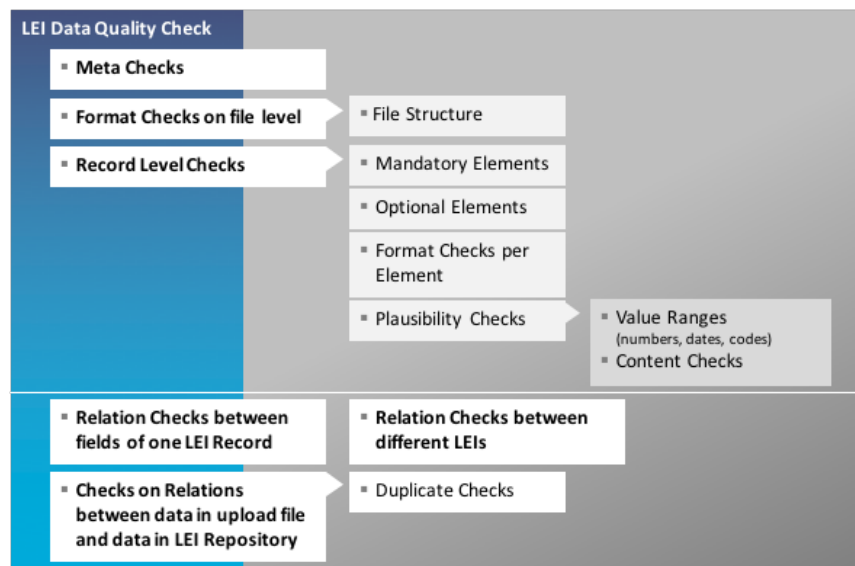 LEI Data Quality Check
▪ Meta Checks
▪ Format Checks on file level
▪ File Structure
▪ Record Level Checks
▪ Mandatory Elements
▪ Optional Elements
▪ Format Checks per
Element
▪ Plausibility Checks
▪ Value Ranges
(numbers, dates, codes)
▪ Content Checks
▪ Relation Checks between
fields of one LEI Record
▪ Relation Checks between
different LEIs
▪ Checks on Relations
between data in upload file
and data in LEI Repository
▪ Duplicate Checks